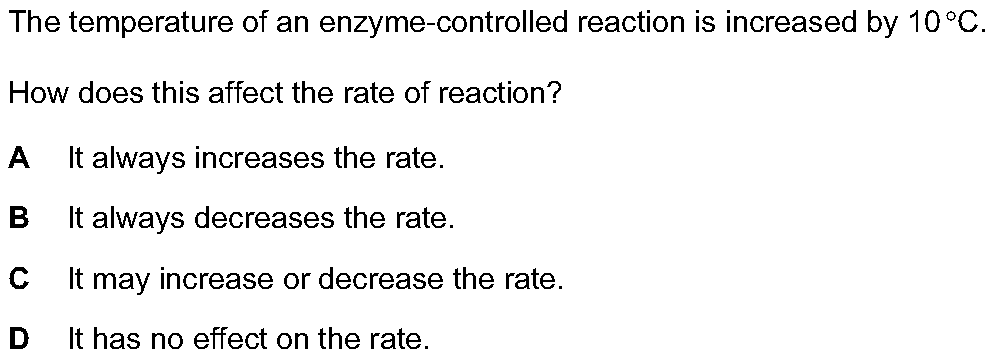 The temperature of an enzyme-controlled reaction is increased by 10 °C.
How does this affect the rate of reaction?
A It always increases the rate.
B It always decreases the rate.
C It may increase or decrease the rate.
D It has no effect on the rate.